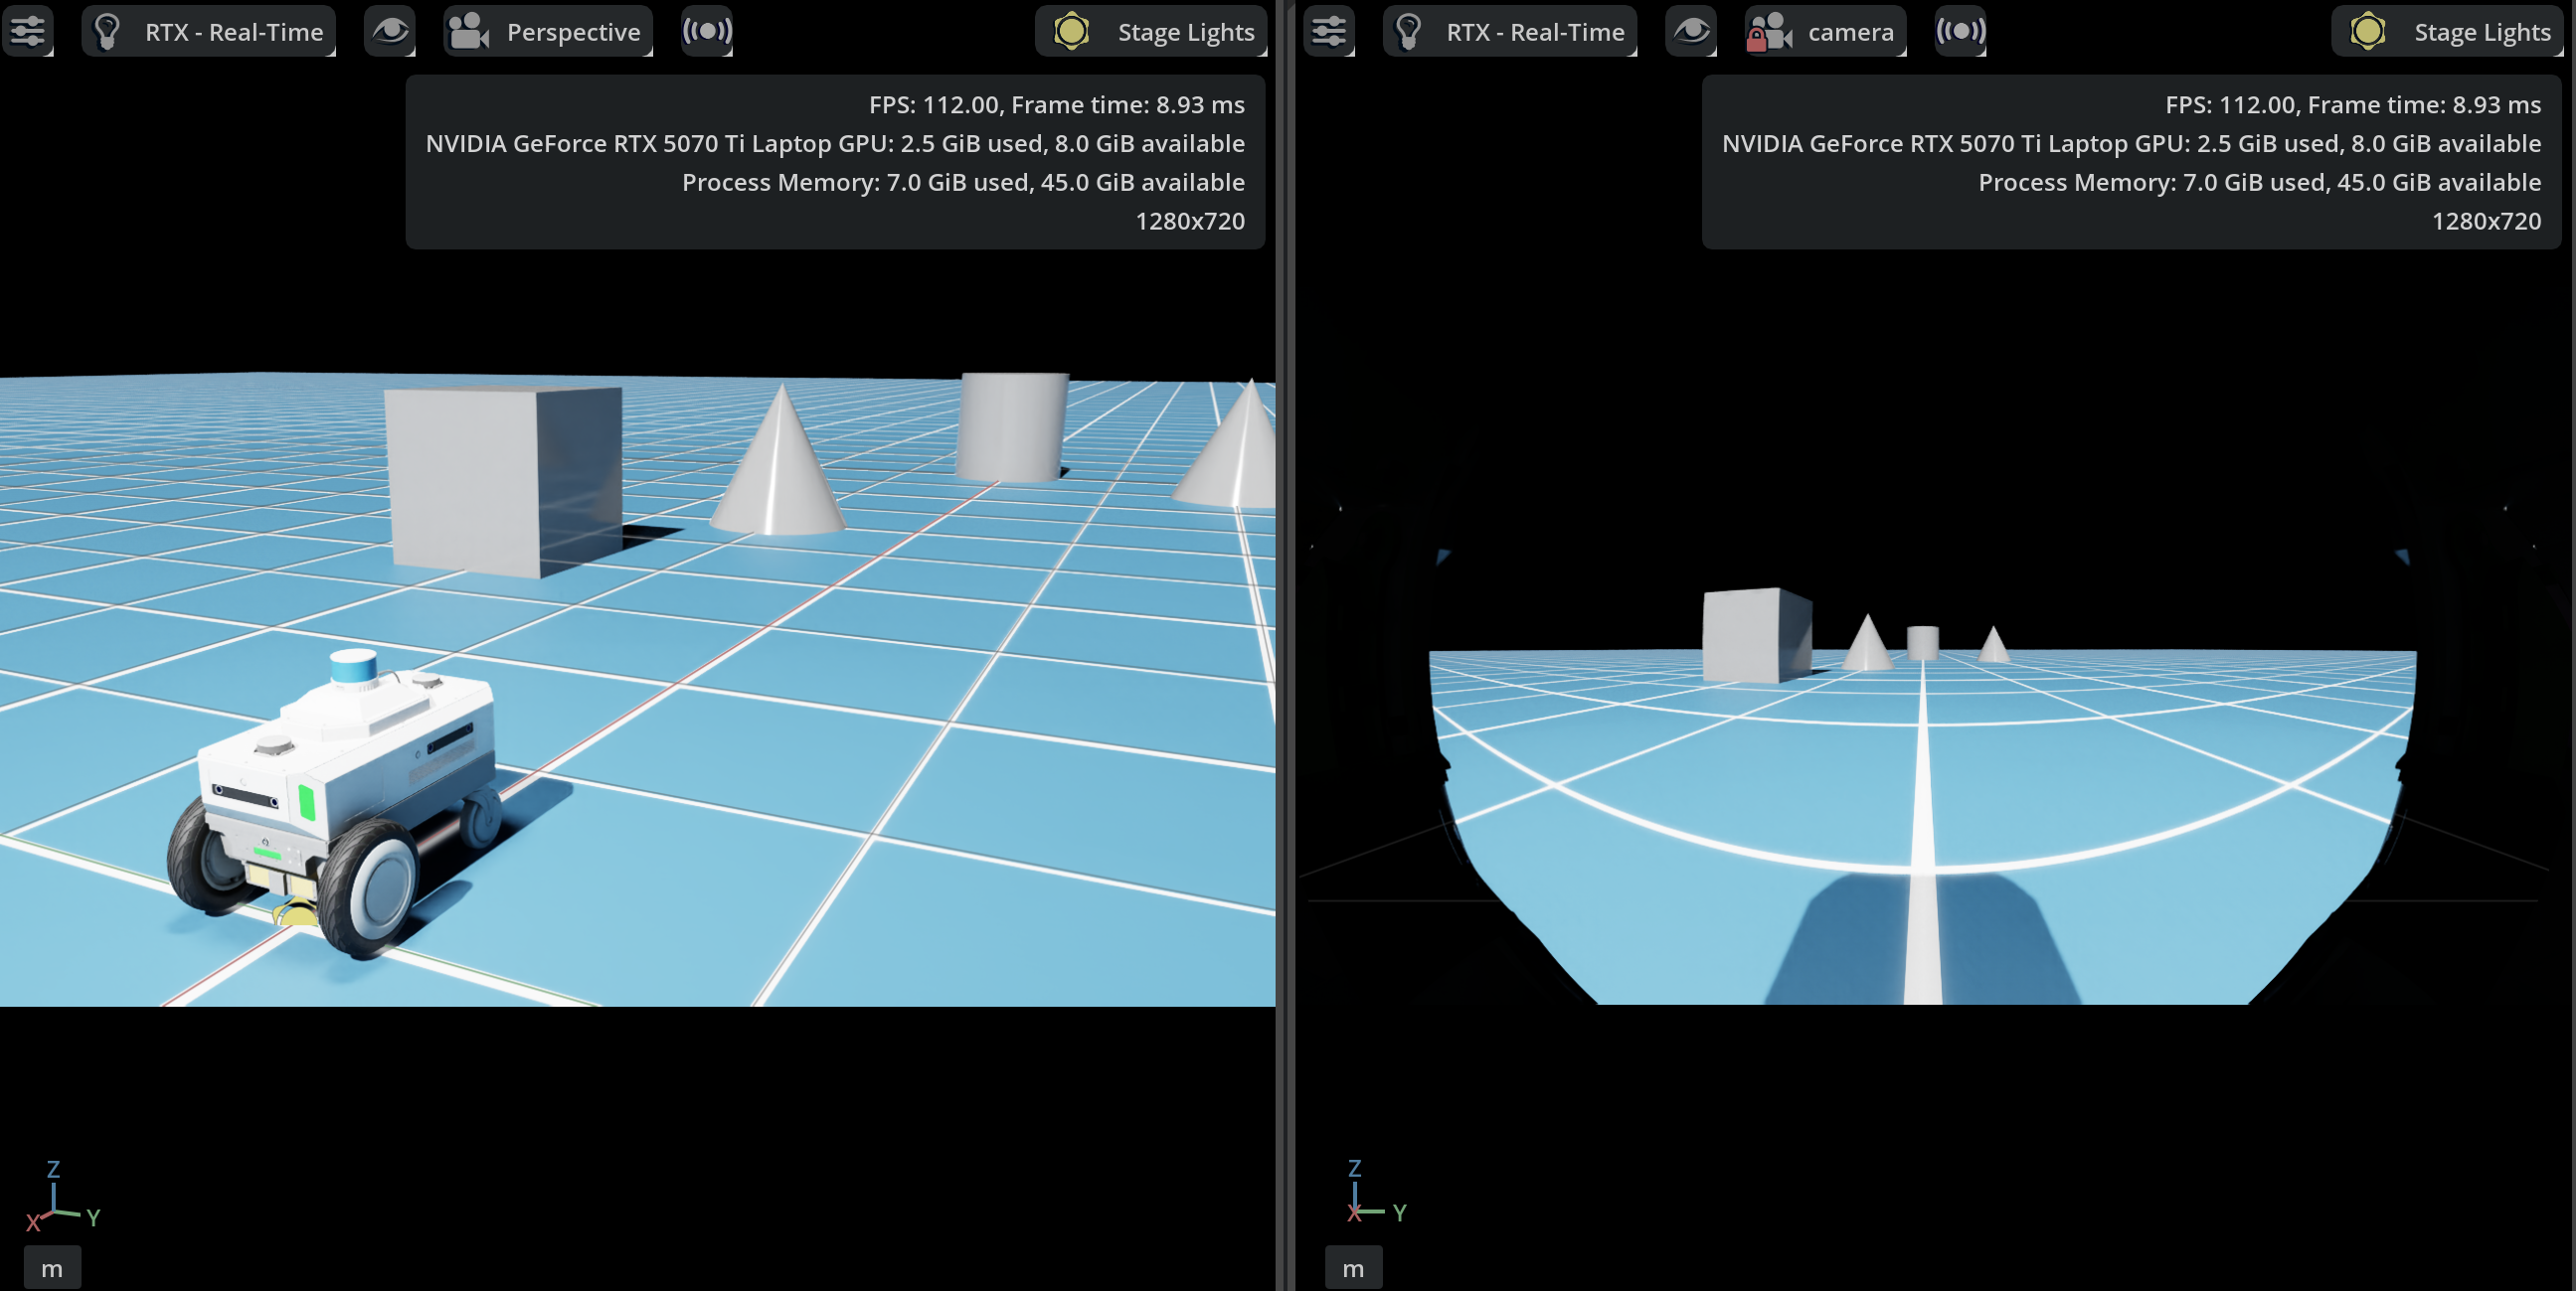 RTX - Real-Time
Perspective
Stage Lights
FPS: 112.00, Frame time: 8.93 ms
NVIDIA GeForce RTX 5070 Ti Laptop GPU: 2.5 GiB used, 8.0 GiB available
Process Memory: 7.0 GiB used, 45.0 GiB available
1280x720
Z
X
Y
m
RTX - Real-Time
camera
Stage Lights
FPS: 112.00, Frame time: 8.93 ms
NVIDIA GeForce RTX 5070 Ti Laptop GPU: 2.5 GiB used, 8.0 GiB available
Process Memory: 7.0 GiB used, 45.0 GiB available
1280x720
Z
X
Y
m